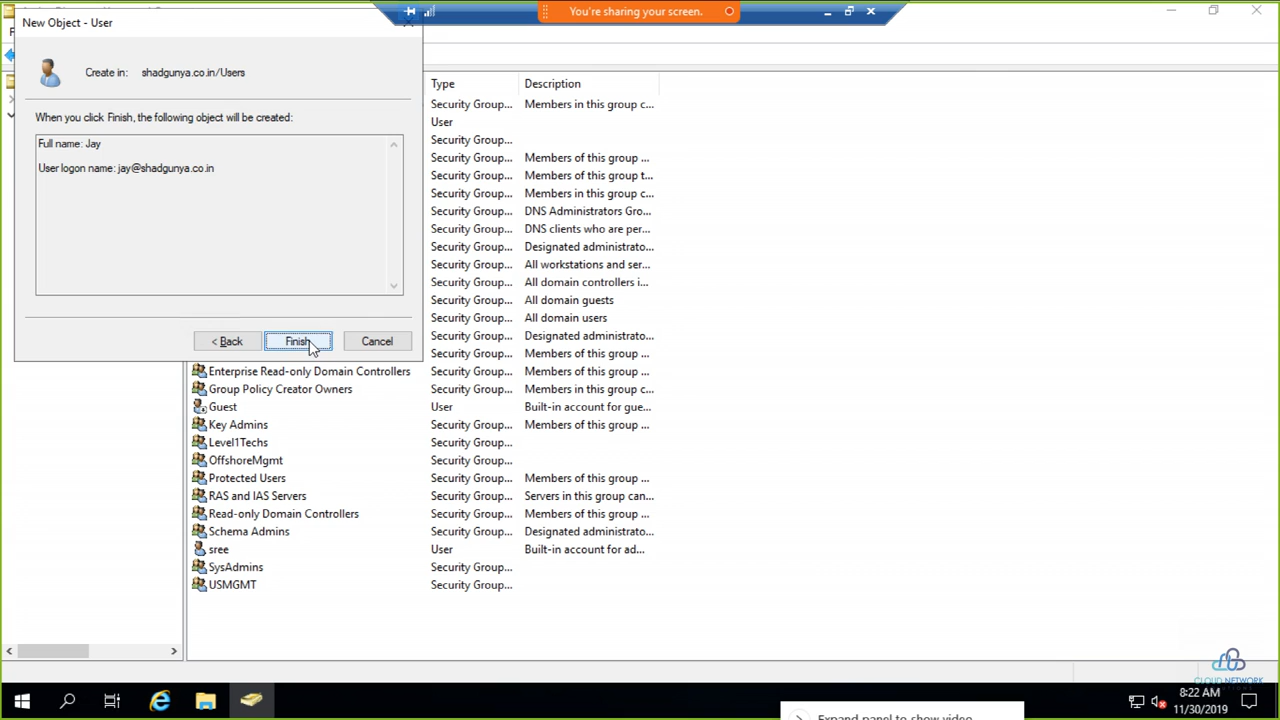 New Object - User
You're sharing your screen.
Create in: shadgunya.co.in/Users
When you click Finish, the following object will be created:
Full name: Jay
User logon name: jay@shadgunya.co.in
< Back Finish Cancel
Type Description
Security Group... Members in this group c...
User
Security Group...
Security Group... Members of this group ...
Security Group... Members of this group t...
Security Group... Members in this group c...
Security Group... DNS Administrators Gro...
Security Group... DNS clients who are per...
Security Group... Designated administrato...
Security Group... All workstations and ser...
Security Group... All domain controllers i...
Security Group... All domain guests
Security Group... All domain users
Security Group... Designated administrato...
Security Group... Members of this group ...
Enterprise Read-only Domain Controllers Security Group... Members of this group ...
Group Policy Creator Owners Security Group... Members in this group c...
Guest User Built-in account for gue...
Key Admins Security Group... Members of this group ...
Level1Techs Security Group...
OffshoreMgmt Security Group...
Protected Users Security Group... Members of this group ...
RAS and IAS Servers Security Group... Servers in this group can...
Read-only Domain Controllers Security Group... Members of this group ...
Schema Admins Security Group... Designated administrato...
sree User Built-in account for ad...
SysAdmins Security Group...
USMGMT Security Group...
CLOUD NETWORK
8:22 AM
11/30/2019
Expand panel to show video